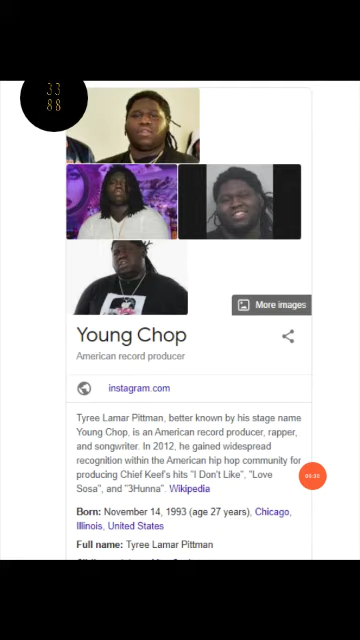 33
88
More images
Young Chop
American record producer
instagram.com
Tyree Lamar Pittman, better known by his stage name
Young Chop, is an American record producer, rapper,
and songwriter. In 2012, he gained widespread
recognition within the American hip hop community for
producing Chief Keef's hits "I Don't Like", "Love
Sosa", and "3Hunna". Wikipedia
Born: November 14, 1993 (age 27 years), Chicago,
Illinois, United States
Full name: Tyree Lamar Pittman